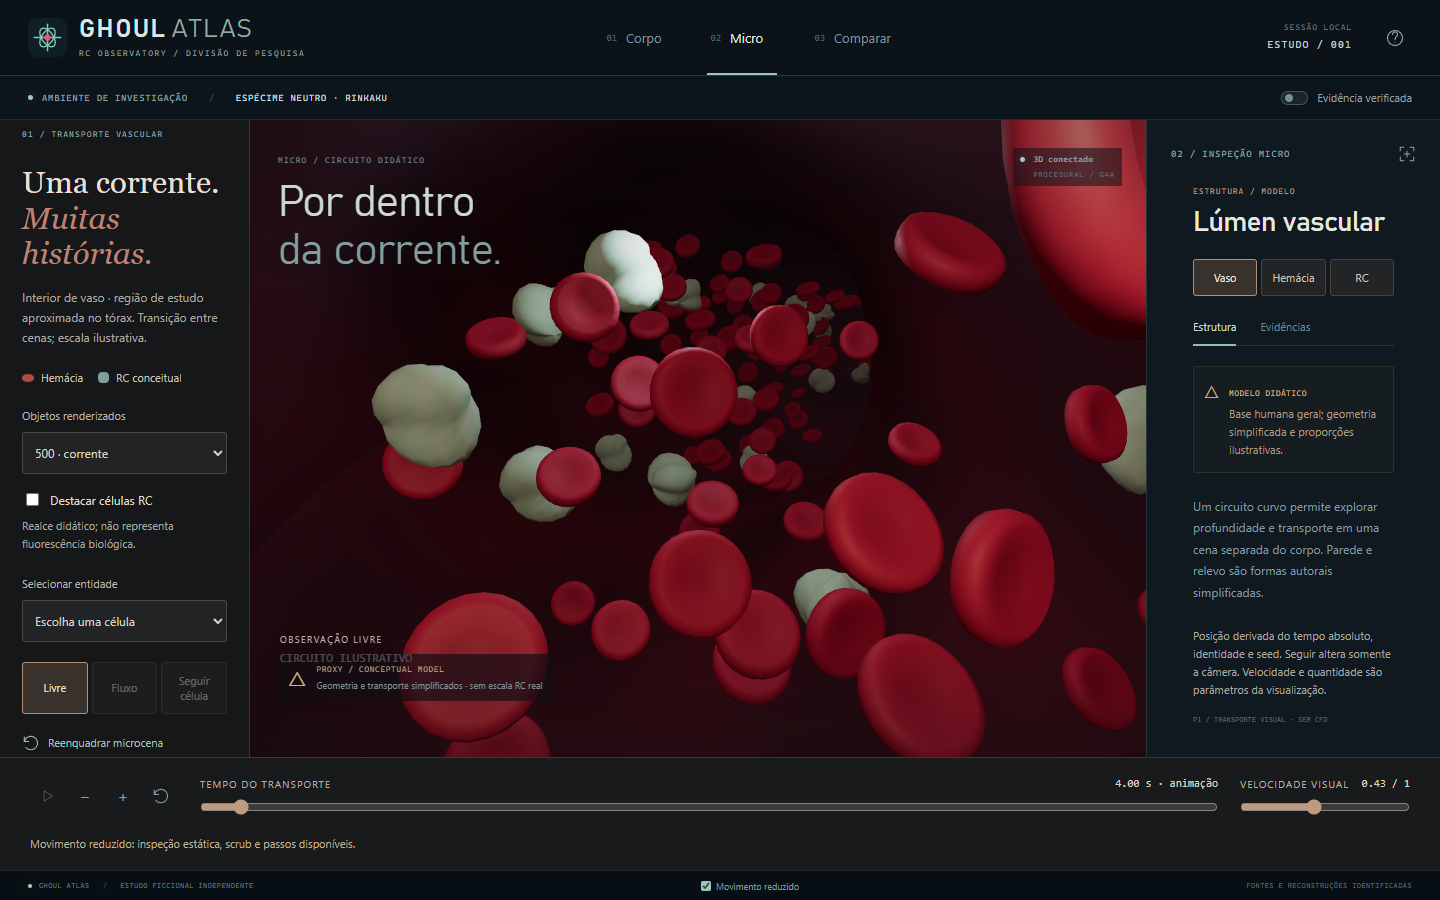 GHOUL ATLAS
RC OBSERVATORY / DIVISÃO DE PESQUISA
01 Corpo
02 Micro
03 Comparar
SESSÃO LOCAL
ESTUDO / 001
AMBIENTE DE INVESTIGAÇÃO / ESPÉCIME NEUTRO · RINKAKU
Evidência verificada
01 / TRANSPORTE VASCULAR
Uma corrente.
Muitas
histórias.
Interior de vaso · região de estudo
aproximada no tórax. Transição entre
cenas; escala ilustrativa.
Hemácia
RC conceitual
Objetos renderizados
500 · corrente
Destacar células RC
Realce didático; não representa
fluorescência biológica.
Selecionar entidade
Escolha uma célula
Livre
Fluxo
Seguir
célula
Reenquadrar microcena
MICRO / CIRCUITO DIDÁTICO
Por dentro
da corrente.
3D conectado
PROCEDURAL / G4A
OBSERVAÇÃO LIVRE
CIRCUITO ILUSTRATIVO
PROXY / CONCEPTUAL MODEL
Geometria e transporte simplificados · sem escala RC real
02 / INSPEÇÃO MICRO
ESTRUTURA / MODELO
Lúmen vascular
Vaso
Hemácia
RC
Estrutura
Evidências
MODELO DIDÁTICO
Base humana geral; geometria
simplificada e proporções
ilustrativas.
Um circuito curvo permite explorar
profundidade e transporte em uma
cena separada do corpo. Parede e
relevo são formas autorais
simplificadas.
Posição derivada do tempo absoluto,
identidade e seed. Seguir altera somente
a câmera. Velocidade e quantidade são
parâmetros da visualização.
P1 / TRANSPORTE VISUAL · SEM CFD
TEMPO DO TRANSPORTE
4.00 s · animação
VELOCIDADE VISUAL
0.43 / 1
Movimento reduzido: inspeção estática, scrub e passos disponíveis.
GHOUL ATLAS / ESTUDO FICCIONAL INDEPENDENTE
Movimento reduzido
FONTES E RECONSTRUÇÕES IDENTIFICADAS